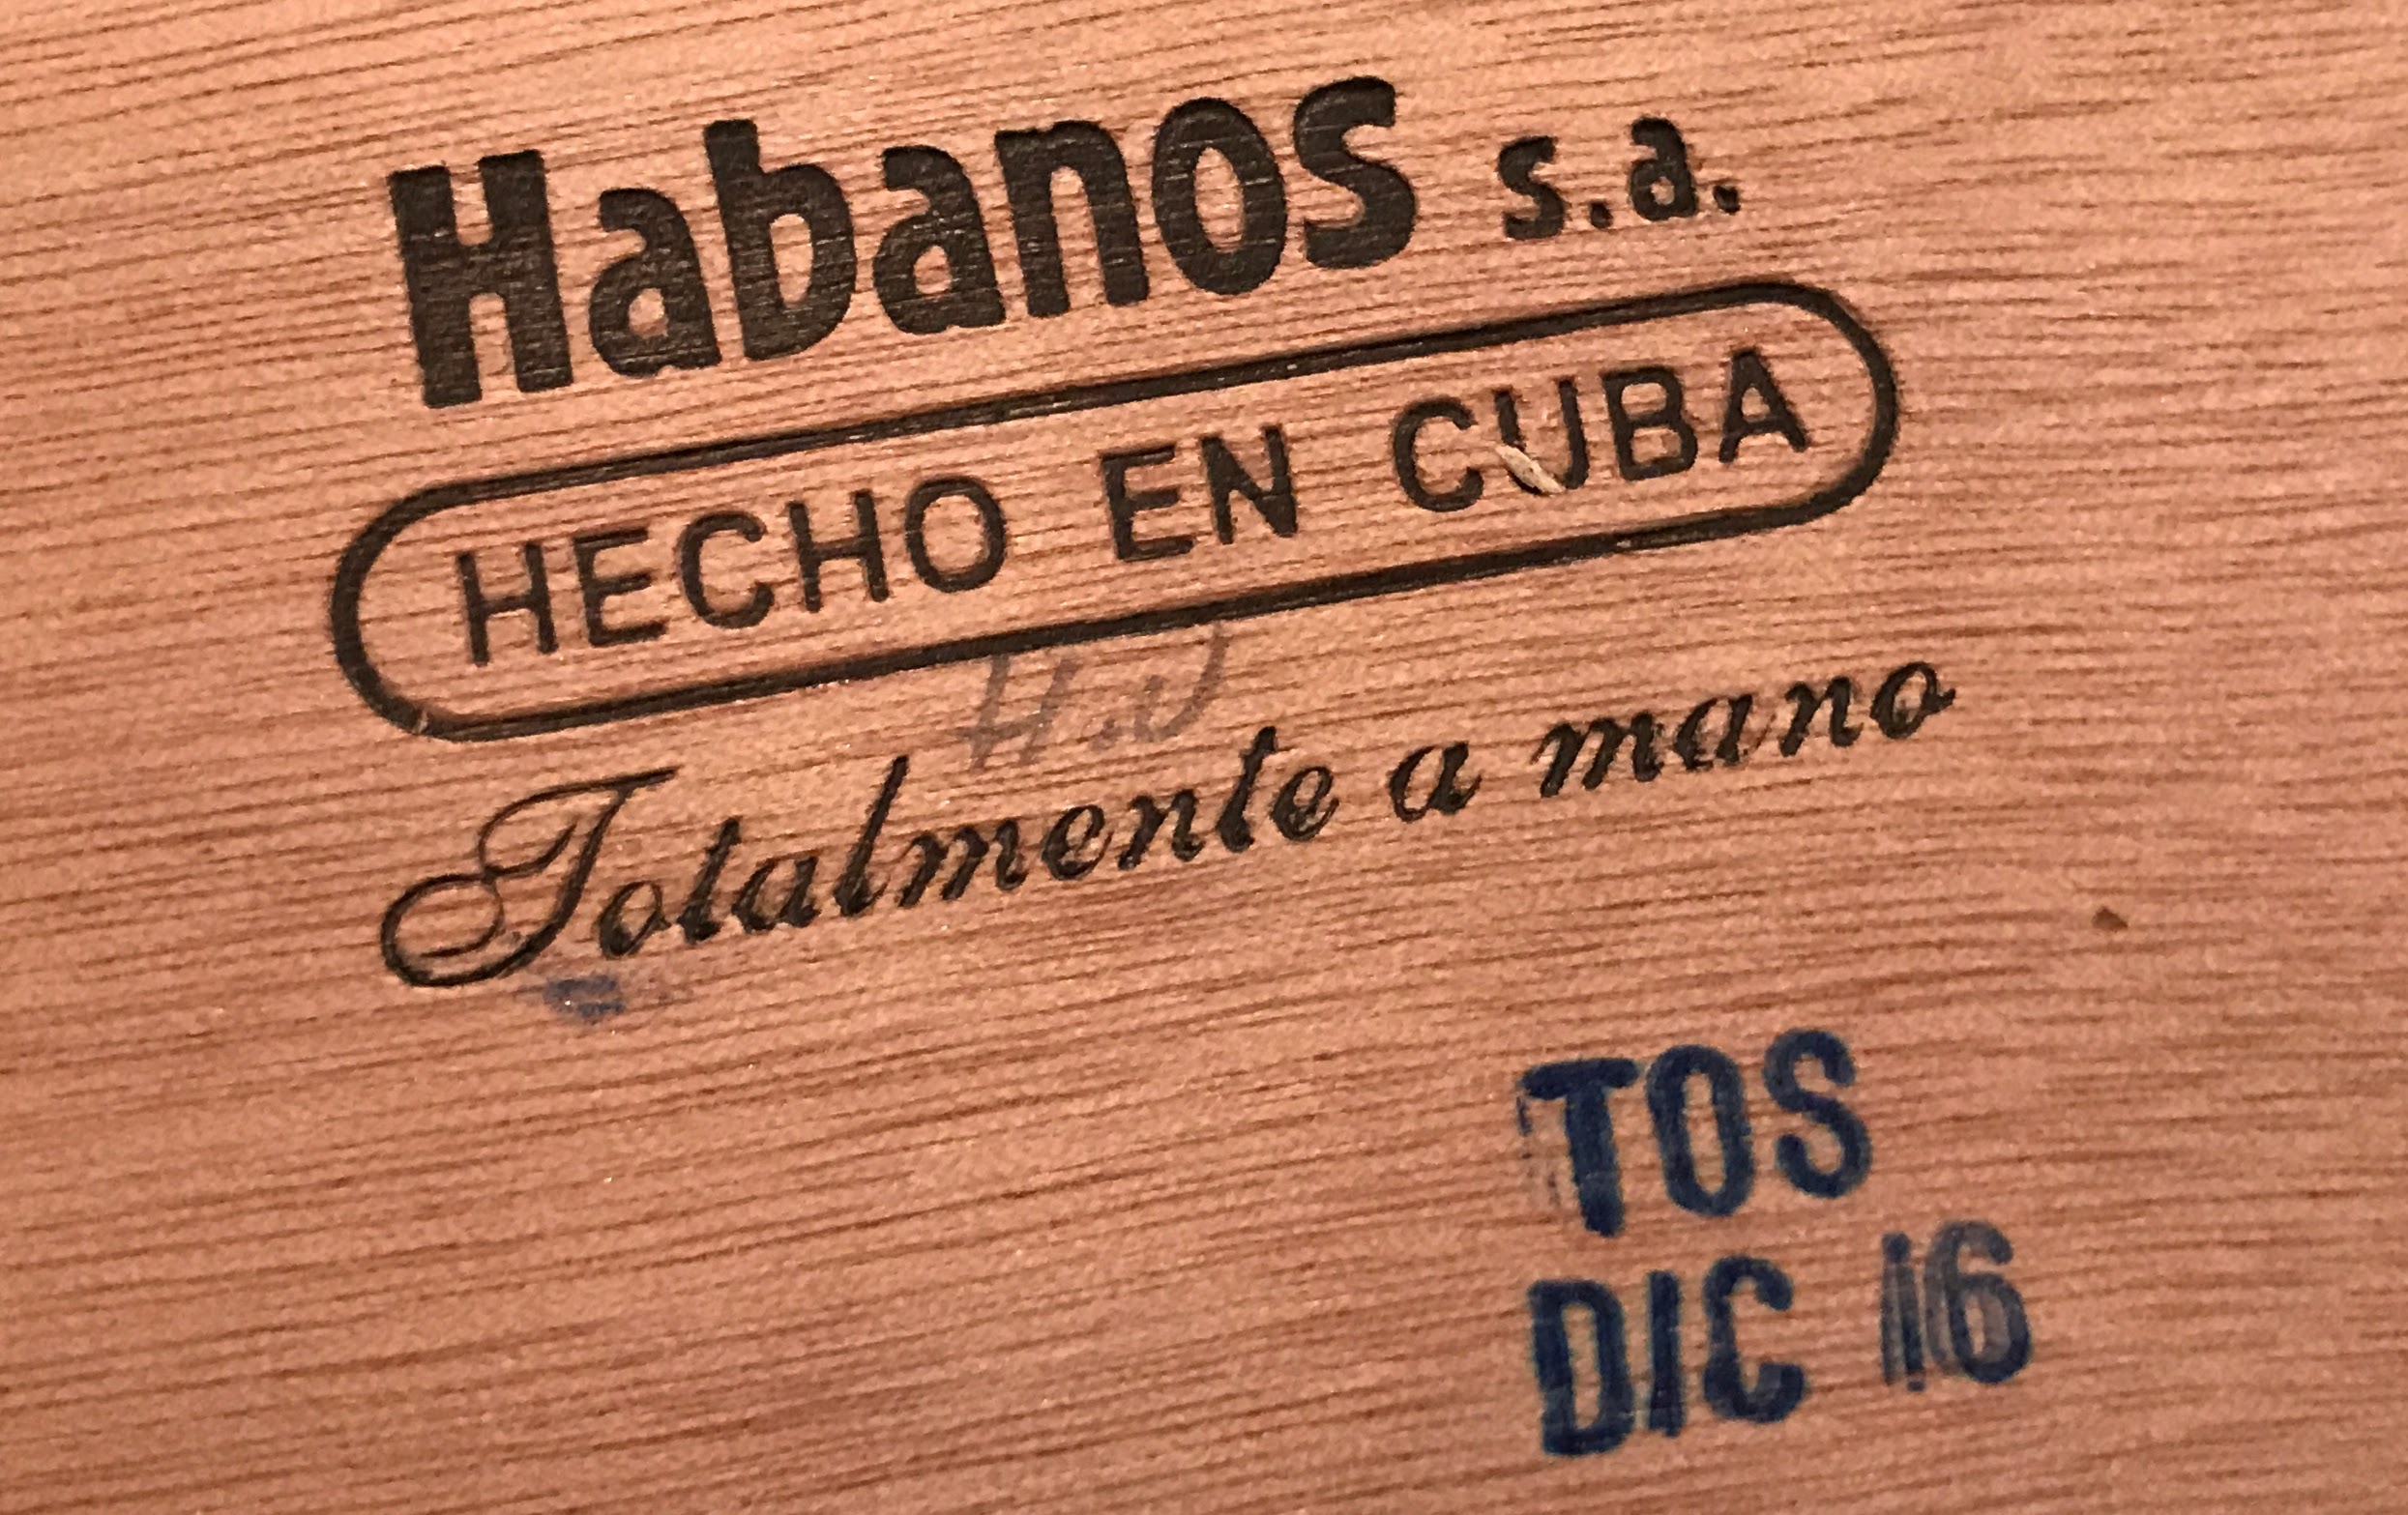 Habanos s.a.
HECHO EN CUBA
Totalmente a mano
TOS
DIC 16